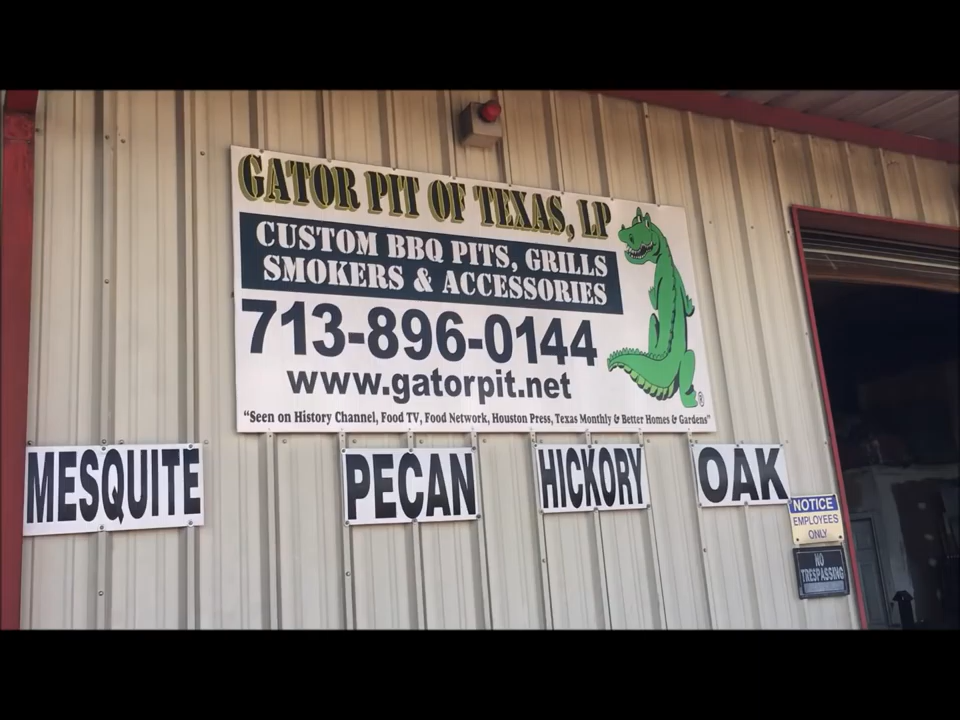 GATOR PIT OF TEXAS, LP
CUSTOM BBQ PITS, GRILLS
SMOKERS & ACCESSORIES
713-896-0144
www.gatorpit.net
"Seen on History Channel, Food TV, Food Network, Houston Press, Texas Monthly & Better Homes & Gardens"
®
MESQUITE
PECAN
HICKORY
OAK
NOTICE
EMPLOYEES
ONLY
NO
TRESPASSING